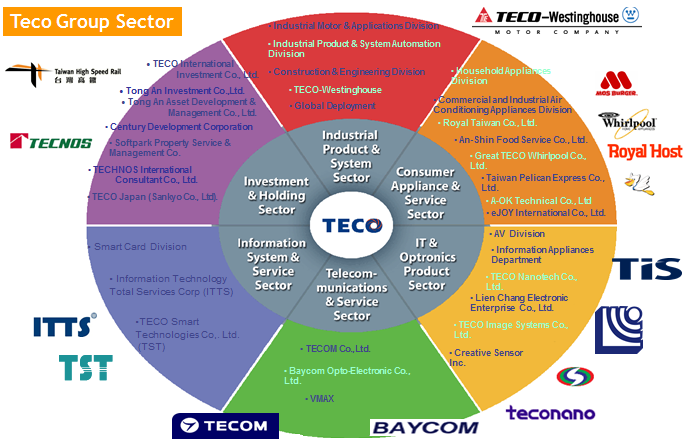 Teco Group Sector
TECO-Westinghouse
MOTOR COMPANY
• Industrial Motor & Applications Division
• Industrial Product & System Automation
Division
• Construction & Engineering Division
• TECO-Westinghouse
• Global Deployment
• TECO International
Investment Co., Ltd.
• Tong An Investment Co.,Ltd.
• Tong An Asset Development &
Management Co., Ltd.
• Century Development Corporation
• Softpark Property Service &
Management Co.
• TECHNOS International
Consultant Co., Ltd.
• TECO Japan (Sankyo Co., Ltd).
• Household Appliances
Division
•Commercial and Industrial Air
Conditioning Appliances Division
• Royal Taiwan Co., Ltd.
• An-Shin Food Service Co., Ltd.
• Great TECO Whirlpool Co.,
Ltd.
• Taiwan Pelican Express Co.,
Ltd.
• A-OK Technical Co., Ltd
• eJOY International Co., Ltd.
Taiwan High Speed Rail
台灣高鐵
TECNOS
MOS BURGER.
Whirlpool
Royal Host
Industrial
Product &
System
Sector
Consumer
Appliance &
Service
Sector
IT &
Optronics
Product
Sector
Telecom-
munications
& Service
Sector
Information
System &
Service
Sector
Investment
& Holding
Sector
TECO
• Smart Card Division
• Information Technology
Total Services Corp (ITTS)
•TECO Smart
Technologies Co,. Ltd.
(TST)
• AV Division
• Information Appliances
Department
• TECO Nanotech Co.,
Ltd.
• Lien Chang Electronic
Enterprise Co., Ltd.
• TECO Image Systems Co.,
Ltd.
• Creative Sensor
Inc.
• TECOM Co., Ltd.
• Baycom Opto-Electronic Co.,
Ltd.
• VMAX
ITTS®
TST
TiS
teconano
TECOM
BAYCOM